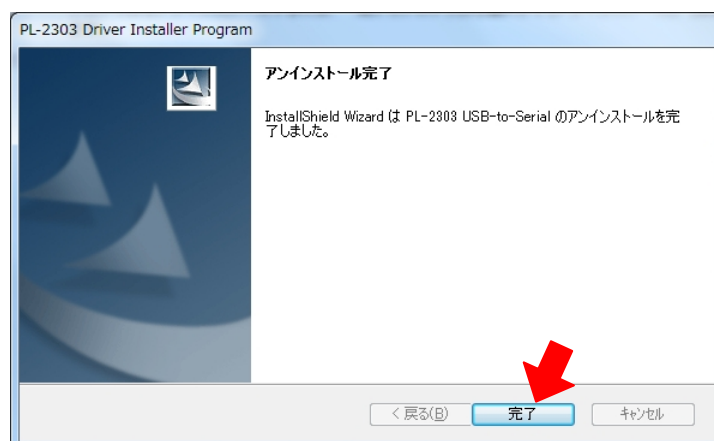 PL-2303 Driver Installer Program
アンインストール完了
InstallShield Wizard は PL-2303 USB-to-Serial のアンインストールを完
了しました。
< 戻る(B) 完了 キャンセル